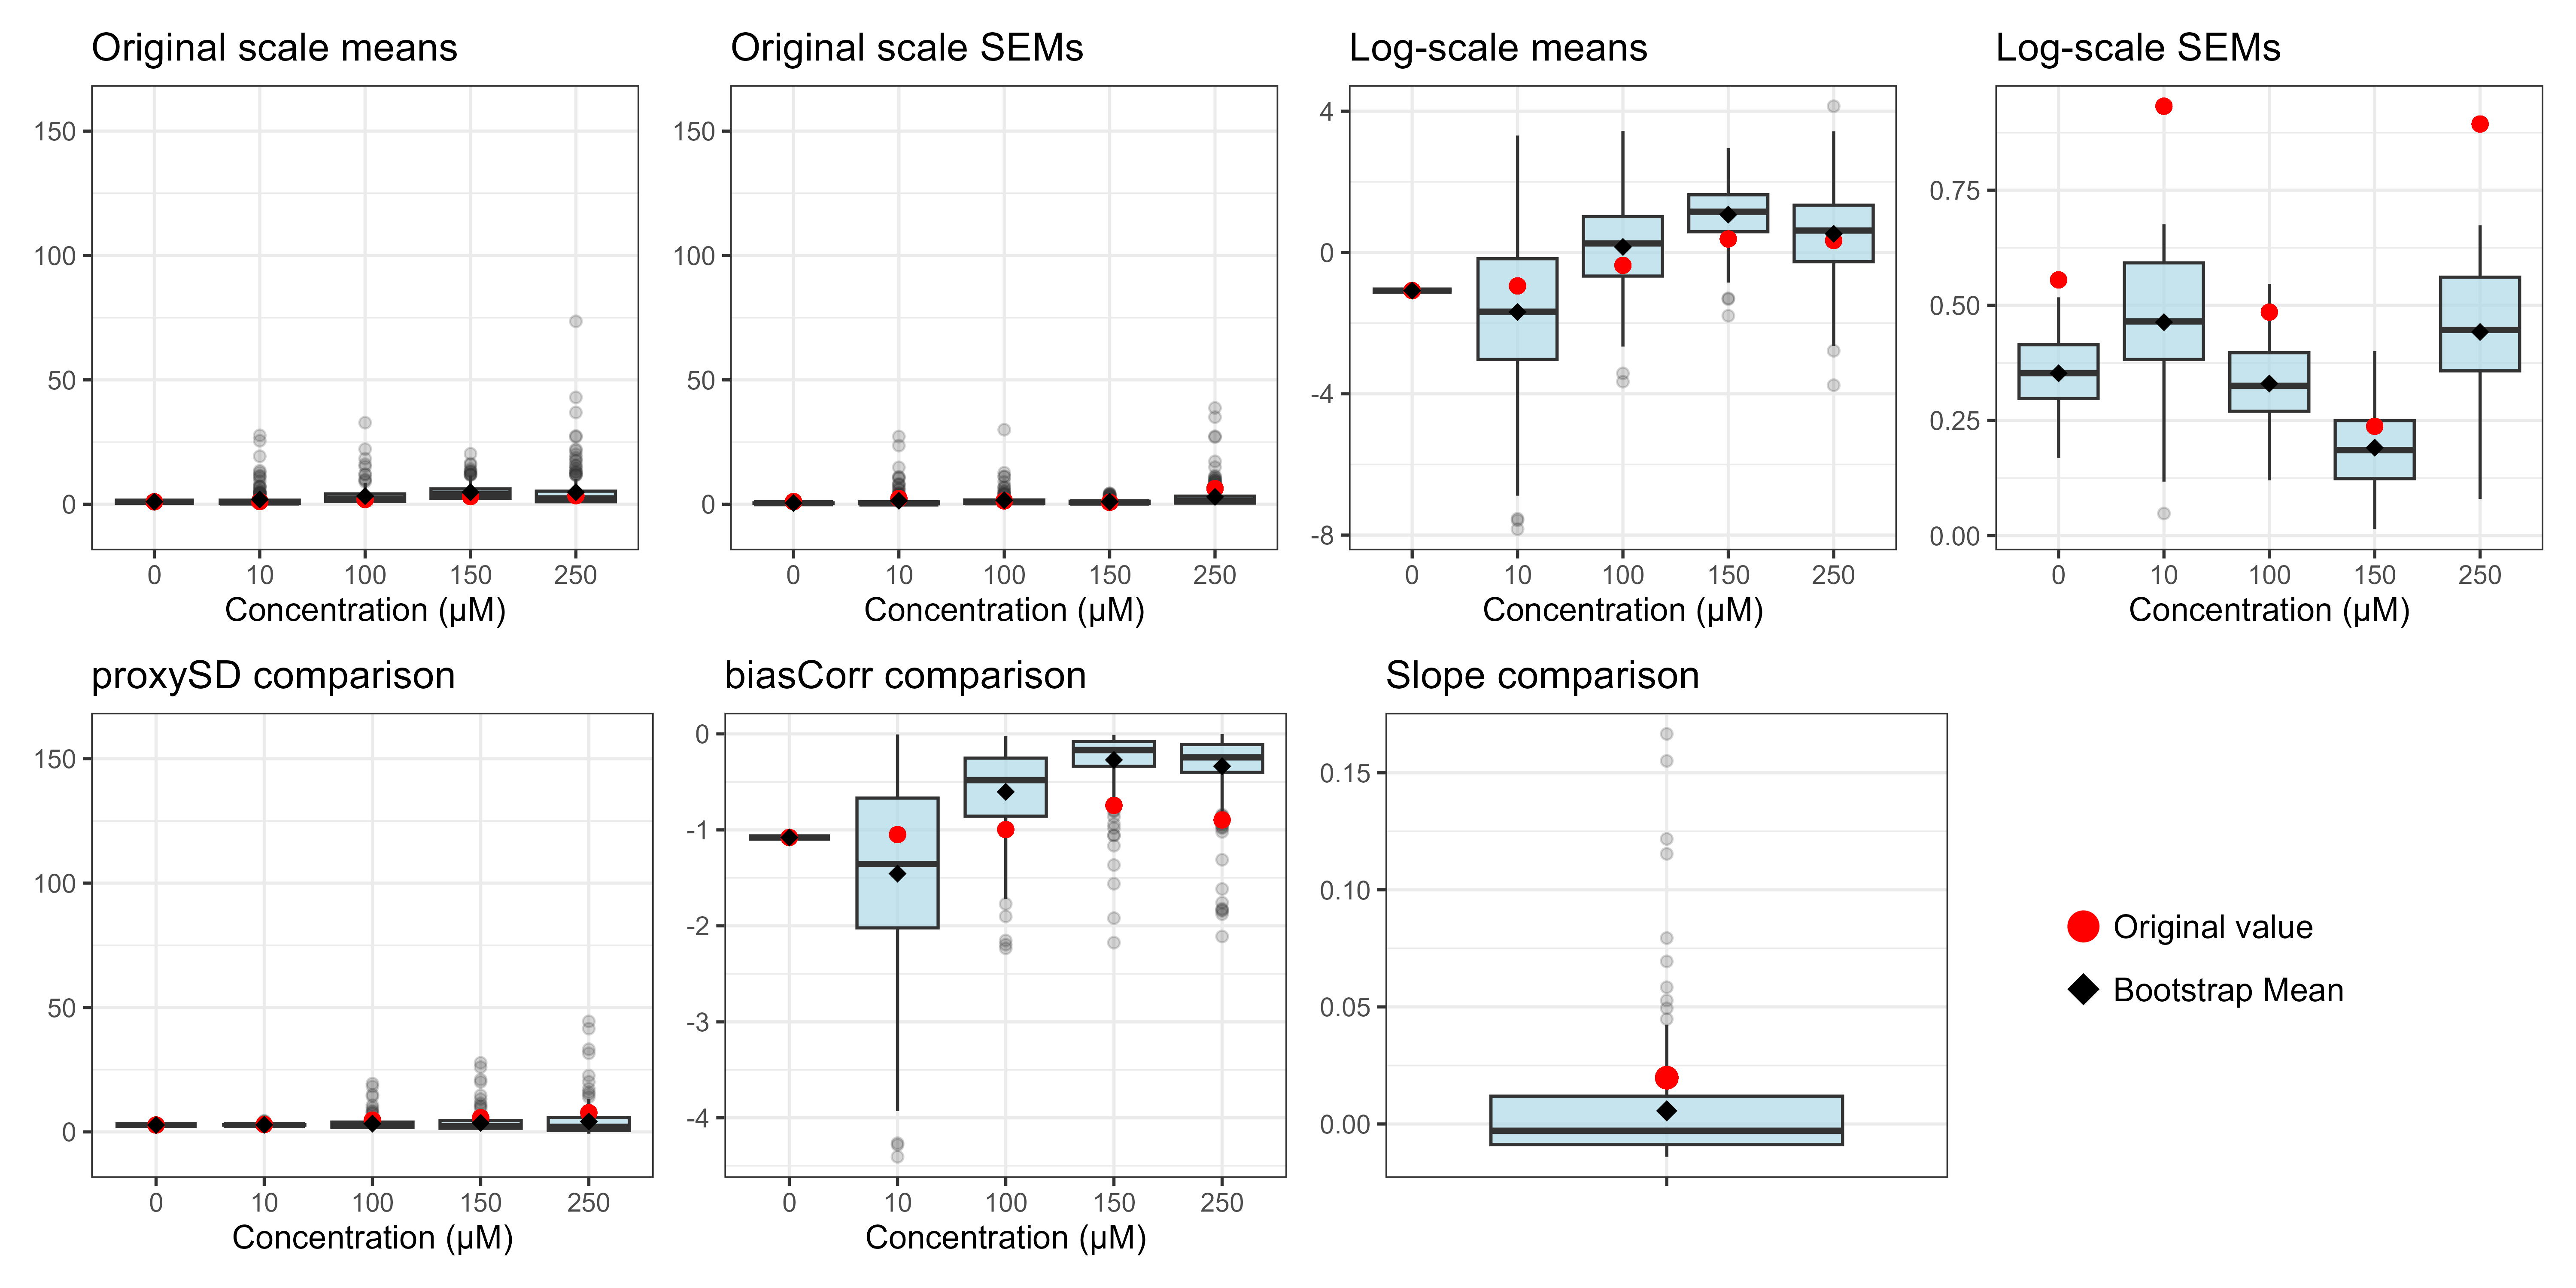 Original scale means
Original scale SEMs
Log-scale means
Log-scale SEMs
150
100
50
0
0 10 100 150 250
Concentration (µM)
150
100
50
0
0 10 100 150 250
Concentration (µM)
4
0
-4
-8
0 10 100 150 250
Concentration (µM)
0.75
0.50
0.25
0.00
0 10 100 150 250
Concentration (µM)
proxySD comparison
biasCorr comparison
Slope comparison
150
100
50
0
0 10 100 150 250
Concentration (µM)
0
-1
-2
-3
-4
0 10 100 150 250
Concentration (µM)
0.15
0.10
0.05
0.00
Original value
Bootstrap Mean